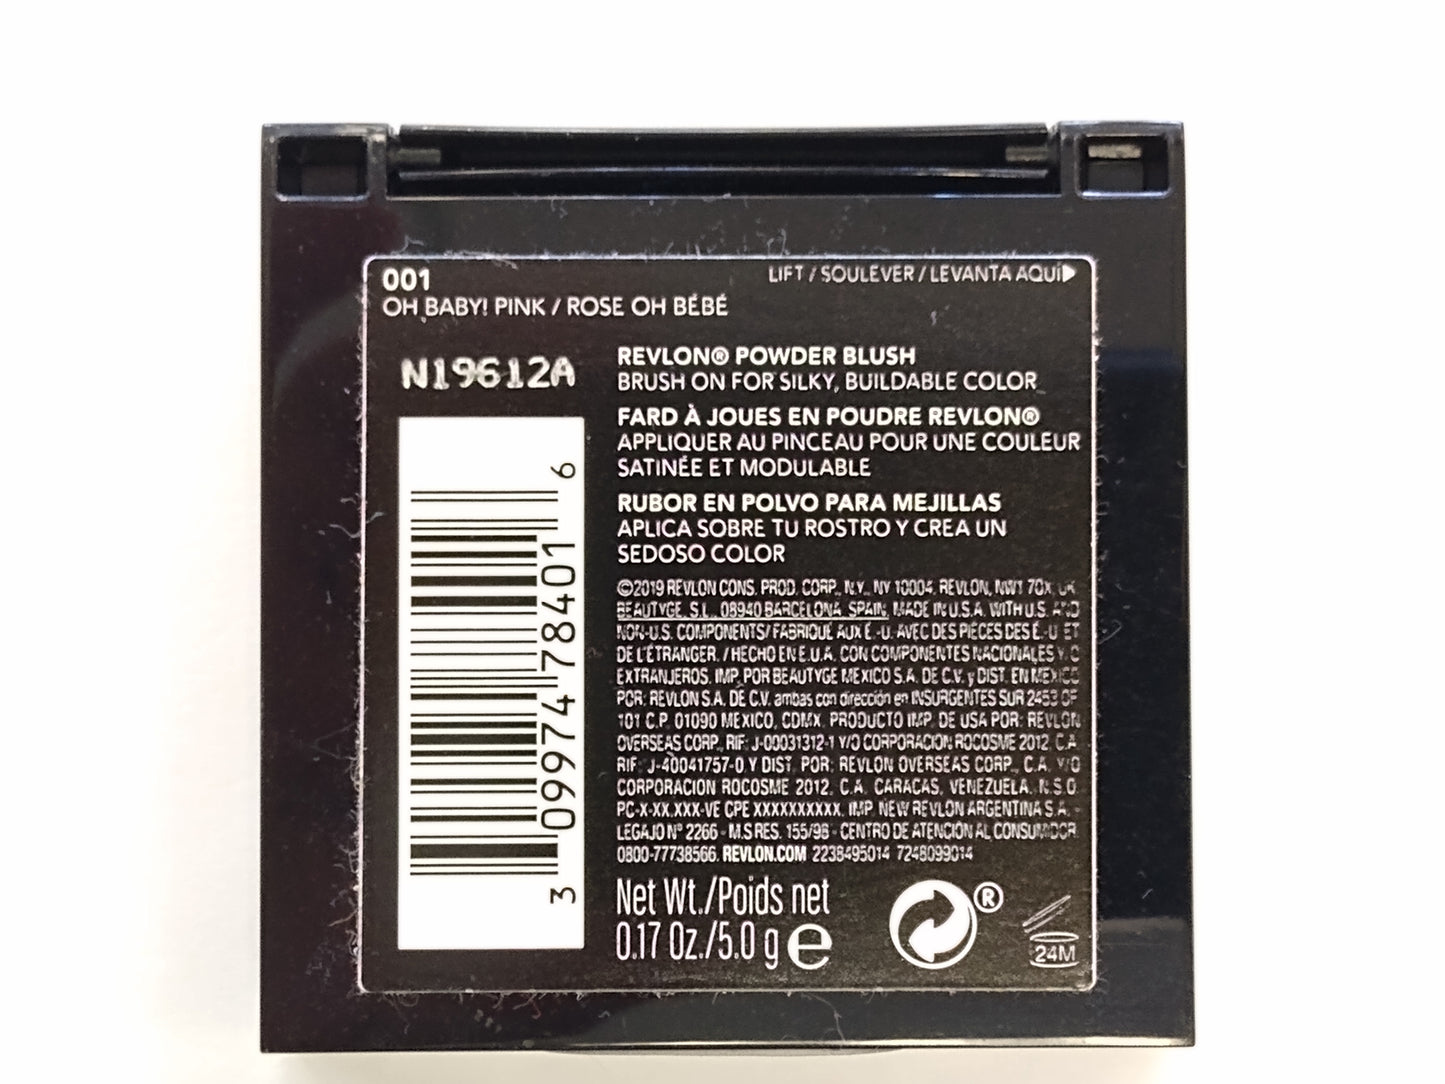 001
OH BABY! PINK / ROSE OH BÉBÉ
LIFT / SOULEVER / LEVANTA AQUÍ
N19612A
REVLON® POWDER BLUSH
BRUSH ON FOR SILKY, BUILDABLE COLOR
FARD À JOUES EN POUDRE REVLON®
APPLIQUER AU PINCEAU POUR UNE COULEUR
SATINÉE ET MODULABLE
RUBOR EN POLVO PARA MEJILLAS
APLICA SOBRE TU ROSTRO Y CREA UN
SEDOSO COLOR
©2019 REVLON CONS. PROD. CORP., N.Y., NY 10004, REVLON, NW1 7DX, UK
BEAUTYGE, S.L., 08940 BARCELONA, SPAIN, MADE IN U.S.A. WITH U.S. AND
NON-U.S. COMPONENTS/ FABRIQUÉ AUX É.-U. AVEC DES PIÈCES DES É.-U ET
DE L'ÉTRANGER. / HECHO EN E.U.A. CON COMPONENTES NACIONALES Y/O
EXTRANJEROS. IMP. POR BEAUTYGE MEXICO S.A. DE C.V. y DIST. EN MEXICO
POR: REVLON S.A. DE C.V. ambas con dirección en INSURGENTES SUR 2453 OF
101 C.P. 01090 MEXICO, CDMX. PRODUCTO IMP. DE USA POR: REVLON
OVERSEAS CORP., RIF: J-00031312-1 Y/O CORPORACION ROCOSME 2012, C.A.
RIF: J-40041757-0 Y DIST. POR: REVLON OVERSEAS CORP., C.A. Y/O
CORPORACION ROCOSME 2012, C.A. CARACAS, VENEZUELA, N.S.O.
PC-X-XX.XXX-VE CPE XXXXXXXXXX. IMP. NEW REVLON ARGENTINA S.A. -
LEGAJO Nº 2266 - M.S RES. 155/98 - CENTRO DE ATENCIÓN AL CONSUMIDOR:
0800-77738566. REVLON.COM 2238495014 7248099014
3 09974 78401 6
Net Wt./Poids net
0.17 Oz./5.0 g e
®
24M